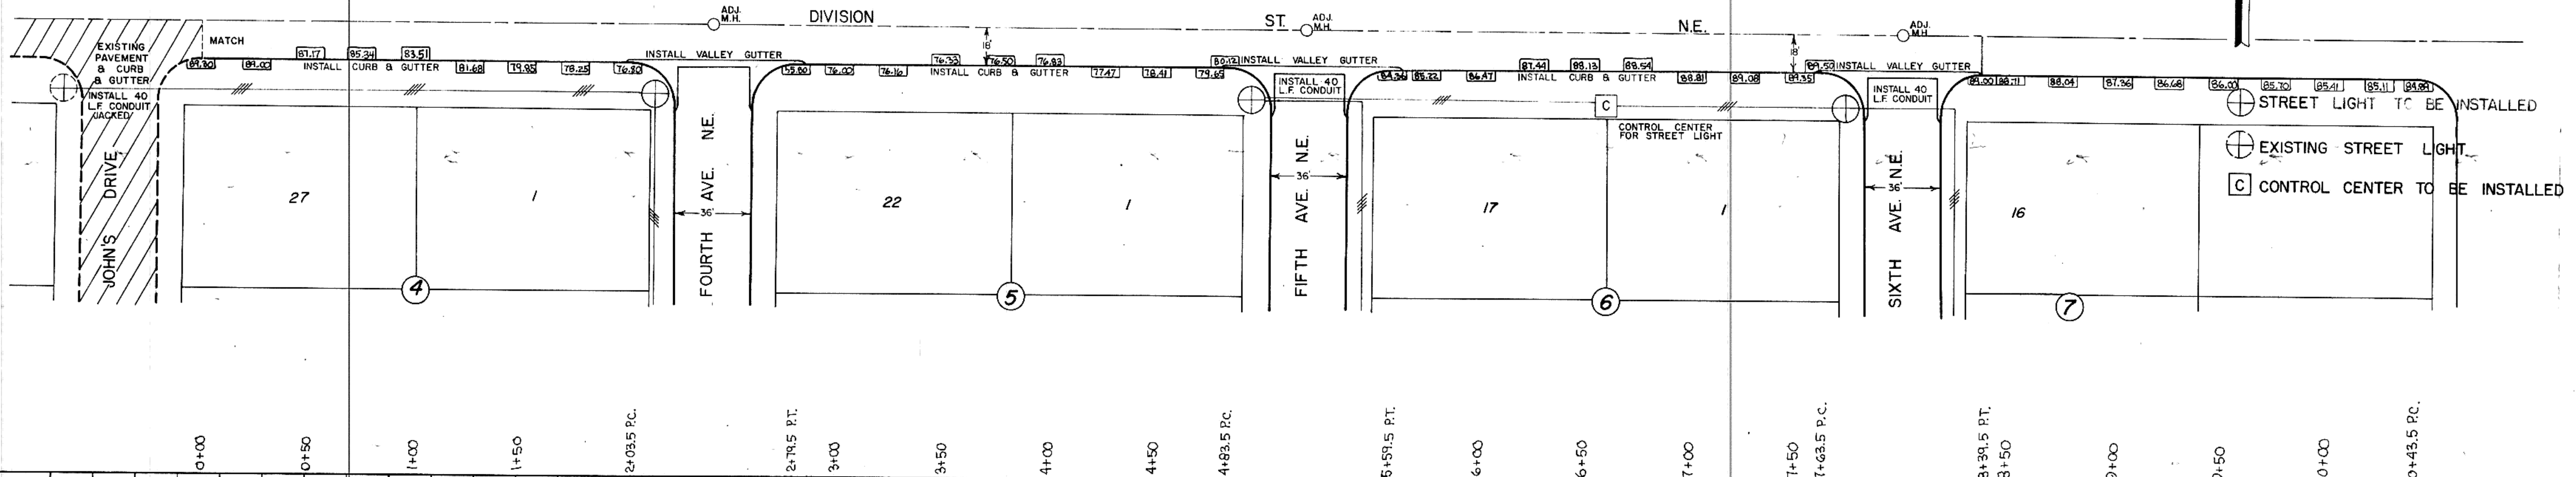 DIVISION ST. N.E.
ADJ.
M.H.
ADJ.
M.H.
ADJ.
M.H.
MATCH
EXISTING
PAVEMENT
& CURB
& GUTTER
INSTALL 40
L.F. CONDUIT
JACKED
87.17
85.34
83.51
89.00
INSTALL CURB & GUTTER
81.68
79.95
78.25
76.80
INSTALL VALLEY GUTTER
18'
76.33
76.50
76.83
76.00
76.16
INSTALL CURB & GUTTER
77.47
78.41
79.65
80.12
INSTALL VALLEY GUTTER
INSTALL 40
L.F. CONDUIT
85.22
86.47
87.44
88.13
88.54
INSTALL CURB & GUTTER
88.81
89.08
89.35
18'
89.50
INSTALL VALLEY GUTTER
INSTALL 40
L.F. CONDUIT
89.00
88.71
88.04
87.36
86.68
86.00
85.70
85.41
85.11
84.89
C
CONTROL CENTER
FOR STREET LIGHT
STREET LIGHT TO BE INSTALLED
EXISTING STREET LIGHT
C CONTROL CENTER TO BE INSTALLED
JOHN'S DRIVE
27
1
4
FOURTH AVE. N.E.
36'
22
1
5
FIFTH AVE. N.E.
36'
17
1
6
SIXTH AVE. N.E.
36'
16
7
0+00
0+50
1+00
1+50
2+03.5 P.C.
2+79.5 P.T.
3+00
3+50
4+00
4+50
4+83.5 P.C.
5+59.5 P.T.
6+00
6+50
7+00
7+50
7+63.5 P.C.
8+39.5 P.T.
8+50